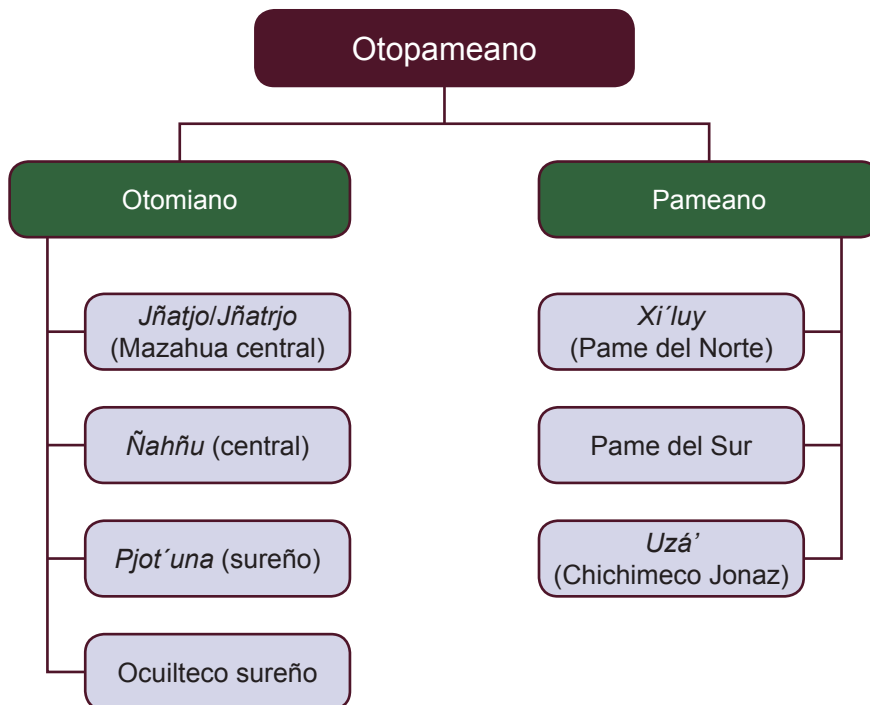 Otopameano
Otomiano
Pameano
Jñatjo/Jñatrjo
(Mazahua central)
Ñahñu (central)
Pjot´una (sureño)
Ocuilteco sureño
Xi´luy
(Pame del Norte)
Pame del Sur
Uzá’
(Chichimeco Jonaz)